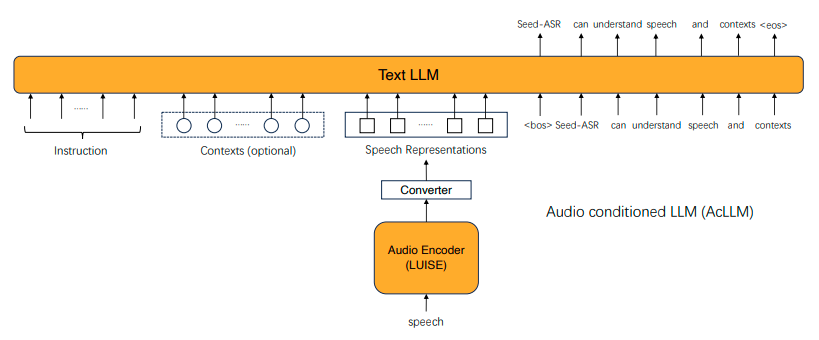 Seed-ASR can understand speech and contexts <eos>
Text LLM
......
......
......
<bos> Seed-ASR can understand speech and contexts
Instruction
Contexts (optional)
Speech Representations
Converter
Audio conditioned LLM (AcLLM)
Audio Encoder
(LUISE)
speech